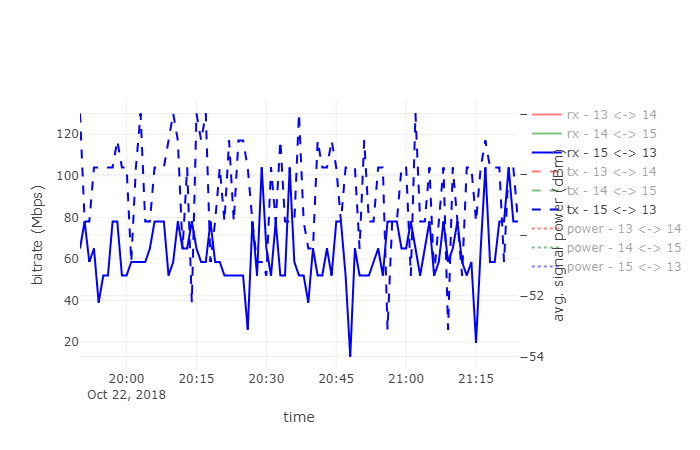 120
100
80
60
40
20
bitrate (Mbps)
20:00
20:15
20:30
20:45
21:00
21:15
Oct 22, 2018
time
−52
−54
avg. signal power (dBm)
rx - 13 <-> 14
rx - 14 <-> 15
rx - 15 <-> 13
tx - 13 <-> 14
tx - 14 <-> 15
tx - 15 <-> 13
power - 13 <-> 14
power - 14 <-> 15
power - 15 <-> 13